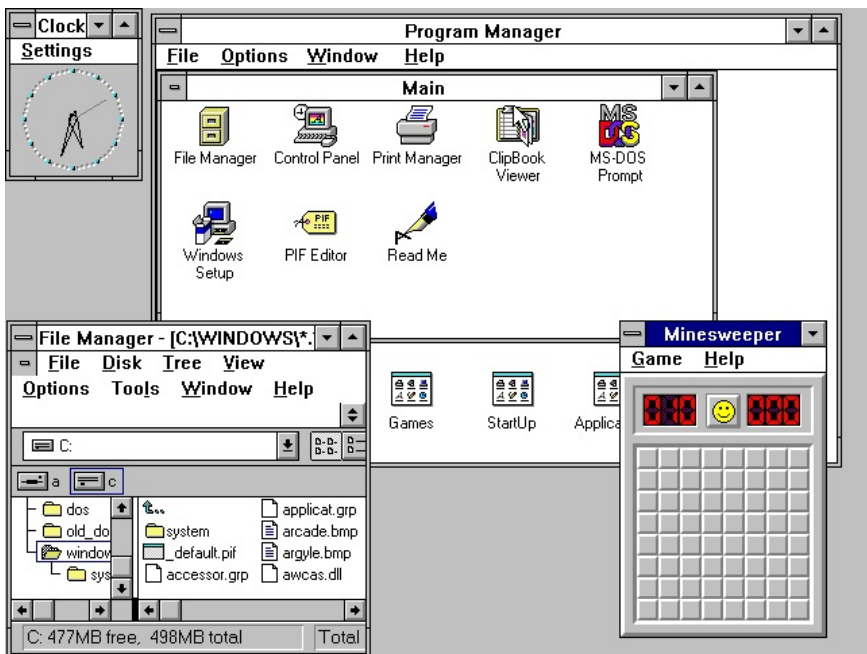 Clock
Settings
Program Manager
File Options Window Help
Main
File Manager
Control Panel
Print Manager
ClipBook
Viewer
MS-DOS
Prompt
Windows
Setup
PIF Editor
Read Me
Games
StartUp
Applica
File Manager - [C:\WINDOWS\*.
File Disk Tree View
Options Tools Window Help
C:
a
c
dos
old_do
window
sys
system
_default.pif
accessor.grp
applicat.grp
arcade.bmp
argyle.bmp
awcas.dll
C: 477MB free, 498MB total
Total
Minesweeper
Game Help